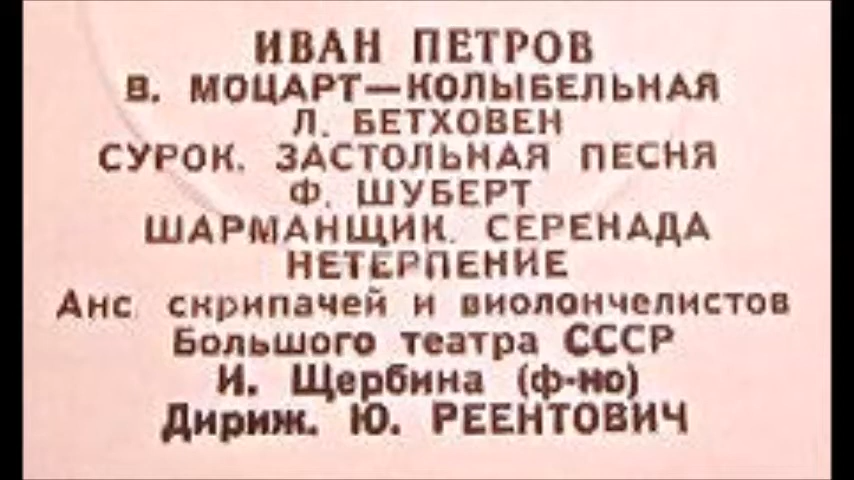 ИВАН ПЕТРОВ
В. МОЦАРТ—КОЛЫБЕЛЬНАЯ
Л. БЕТХОВЕН
СУРОК. ЗАСТОЛЬНАЯ ПЕСНЯ
Ф. ШУБЕРТ
ШАРМАНЩИК. СЕРЕНАДА
НЕТЕРПЕНИЕ
Анс. скрипачей и виолончелистов
Большого театра СССР
И. Щербина (ф-но)
Дириж. Ю. РЕЕНТОВИЧ